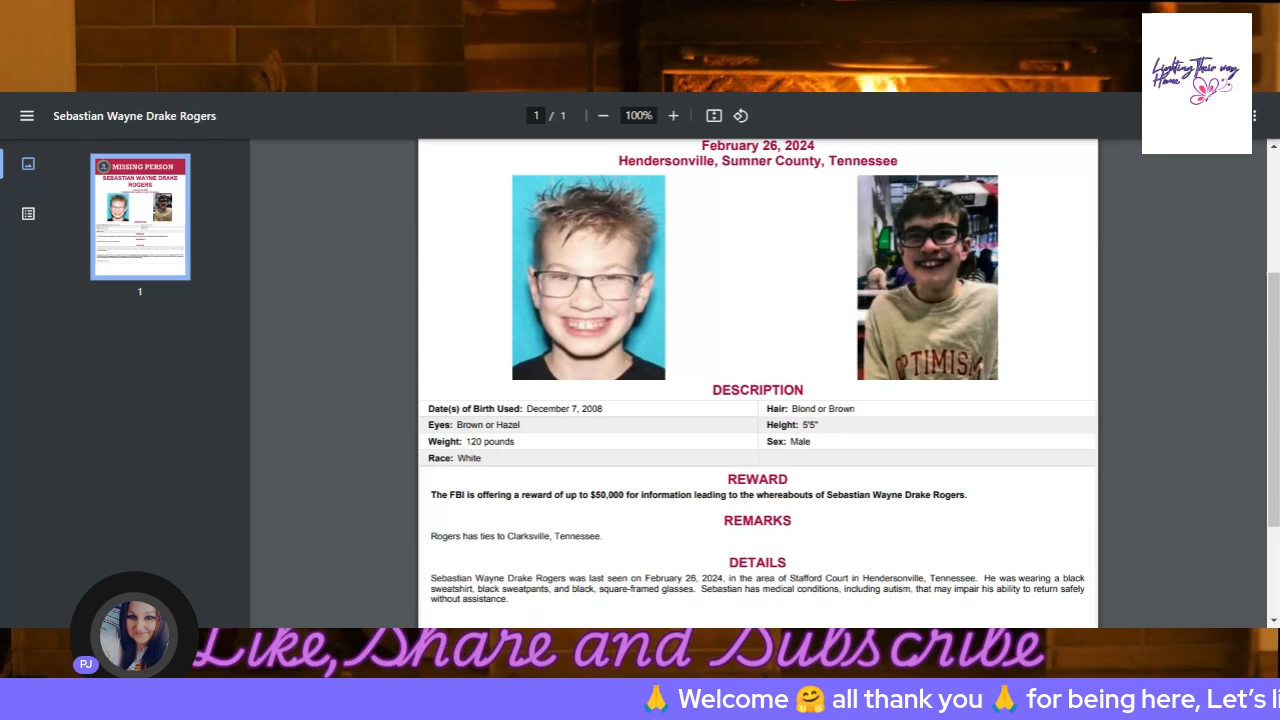 Lighting Their way
Home
Sebastian Wayne Drake Rogers
1 / 1
100%
MISSING PERSON
SEBASTIAN WAYNE DRAKE
ROGERS
1
February 26, 2024
Hendersonville, Sumner County, Tennessee
OPTIMISM
DESCRIPTION
Date(s) of Birth Used: December 7, 2008
Hair: Blond or Brown
Eyes: Brown or Hazel
Height: 5'5"
Weight: 120 pounds
Sex: Male
Race: White
REWARD
The FBI is offering a reward of up to $50,000 for information leading to the whereabouts of Sebastian Wayne Drake Rogers.
REMARKS
Rogers has ties to Clarksville, Tennessee.
DETAILS
Sebastian Wayne Drake Rogers was last seen on February 26, 2024, in the area of Stafford Court in Hendersonville, Tennessee. He was wearing a black
sweatshirt, black sweatpants, and black, square-framed glasses. Sebastian has medical conditions, including autism, that may impair his ability to return safely
without assistance.
PJ
Like, Share and Subscribe
🙏 Welcome 🤗 all thank you 🙏 for being here, Let's li